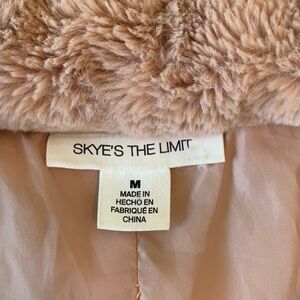 SKYE'S THE LIMIT
M
MADE IN
HECHO EN
FABRIQUÉ EN
CHINA